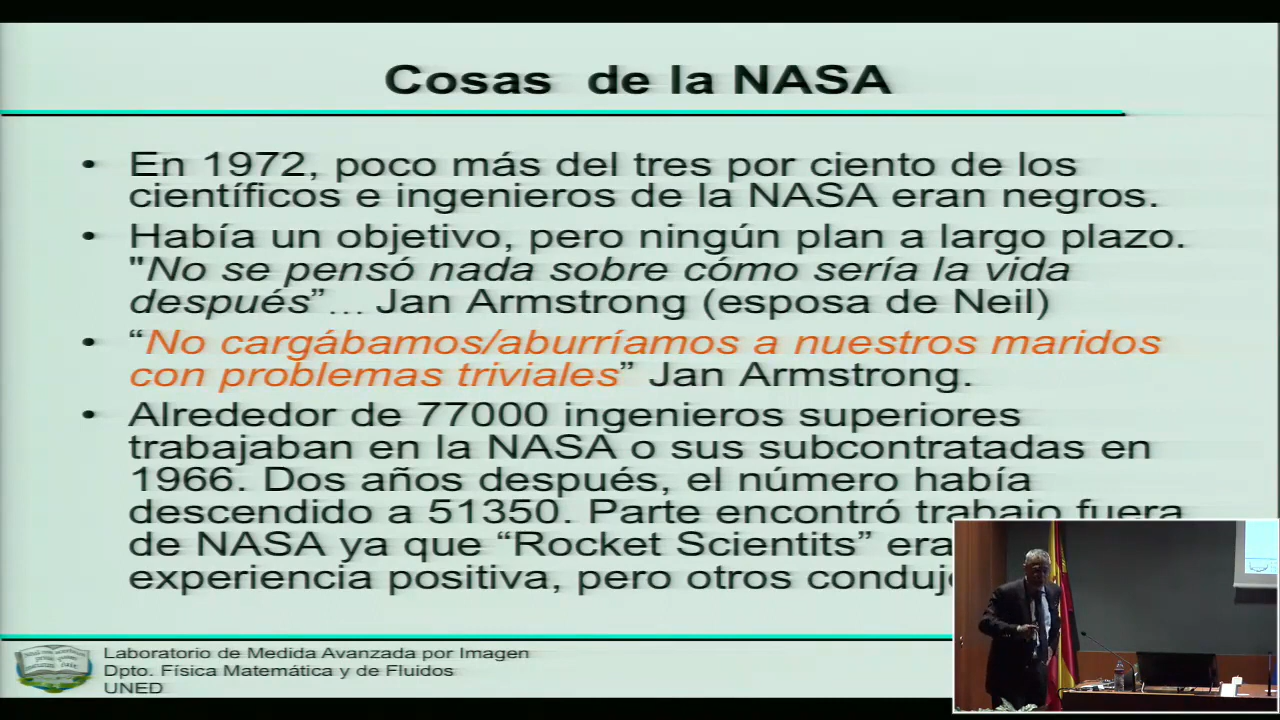 Cosas de la NASA
• En 1972, poco más del tres por ciento de los
científicos e ingenieros de la NASA eran negros.
• Había un objetivo, pero ningún plan a largo plazo.
"No se pensó nada sobre cómo sería la vida
después”... Jan Armstrong (esposa de Neil)
• “No cargábamos/aburríamos a nuestros maridos
con problemas triviales” Jan Armstrong.
• Alrededor de 77000 ingenieros superiores
trabajaban en la NASA o sus subcontratadas en
1966. Dos años después, el número había
descendido a 51350. Parte encontró trabajo fuera
de NASA ya que “Rocket Scientits” era
experiencia positiva, pero otros
Laboratorio de Medida Avanzada por Imagen
Dpto. Física Matemática y de Fluidos
UNED